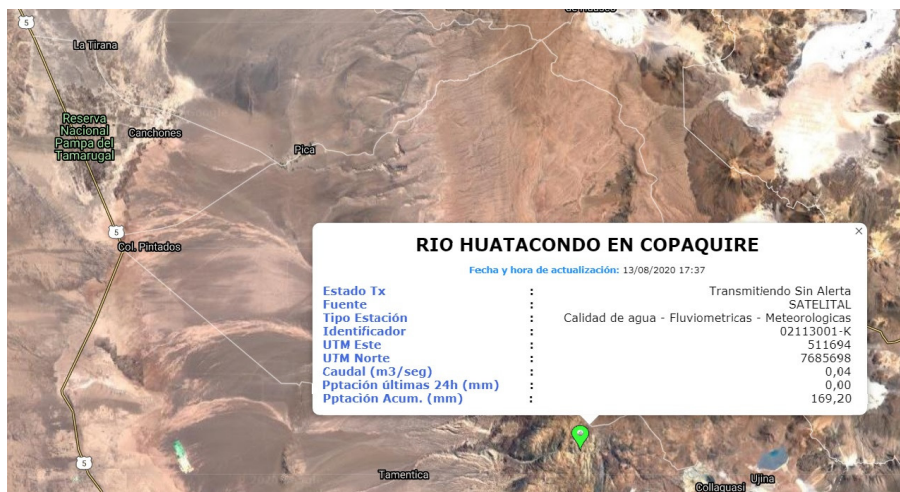 5
La Tirana
Reserva
Nacional
Pampa del
Tamarugal
Canchones
Pica
5
Col. Pintados
×
RIO HUATACONDO EN COPAQUIRE
Fecha y hora de actualización: 13/08/2020 17:37
Estado Tx : Transmitiendo Sin Alerta
Fuente : SATELITAL
Tipo Estación : Calidad de agua - Fluviometricas - Meteorologicas
Identificador : 02113001-K
UTM Este : 511694
UTM Norte : 7685698
Caudal (m3/seg) : 0,04
Pptación últimas 24h (mm) : 0,00
Pptación Acum. (mm) : 169,20
5
Tamentica
Ujina
Collaguasi